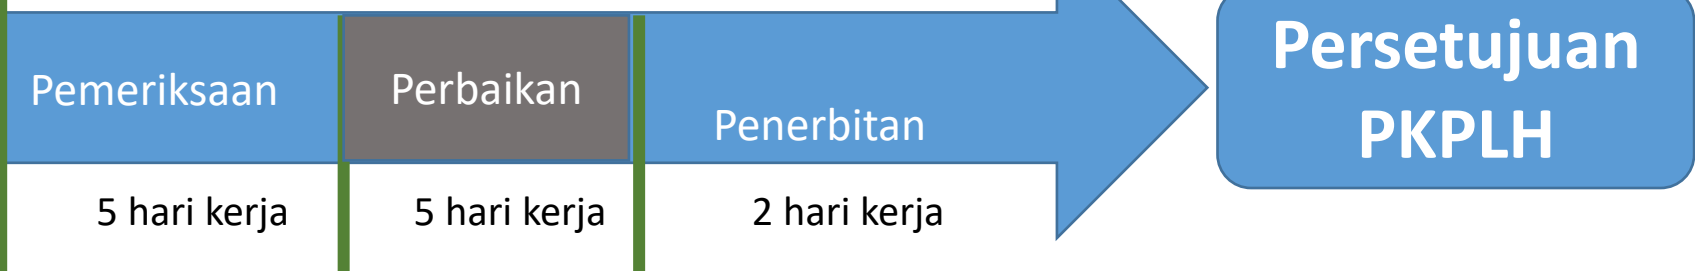 Pemeriksaan
Perbaikan
Penerbitan
5 hari kerja
5 hari kerja
2 hari kerja
Persetujuan
PKPLH